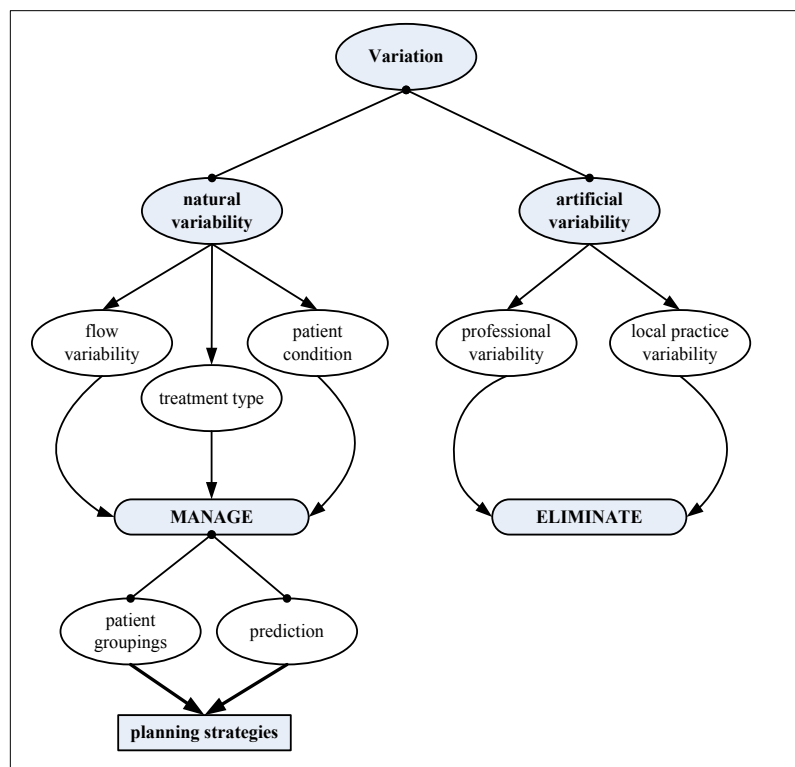 Variation
natural
variability
artificial
variability
flow
variability
patient
condition
treatment type
professional
variability
local practice
variability
MANAGE
ELIMINATE
patient
groupings
prediction
planning strategies